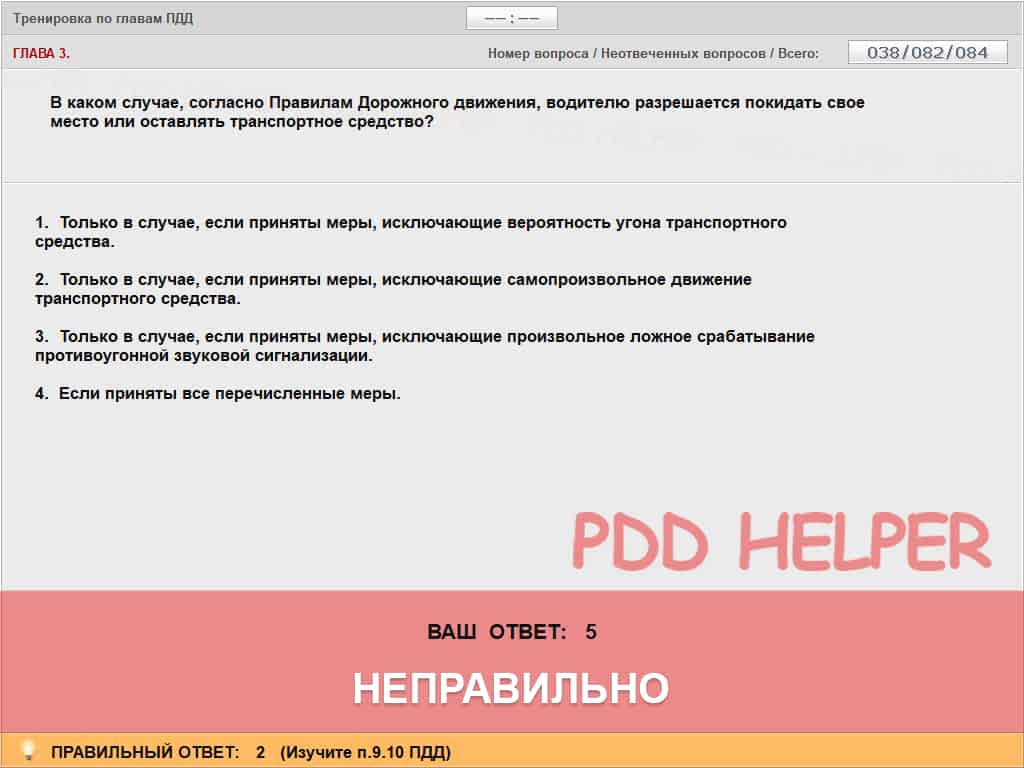 Тренировка по главам ПДД
–– : ––
ГЛАВА 3.
Номер вопроса / Неотвеченных вопросов / Всего:
038/082/084
В каком случае, согласно Правилам Дорожного движения, водителю разрешается покидать свое
место или оставлять транспортное средство?
1. Только в случае, если приняты меры, исключающие вероятность угона транспортного
средства.
2. Только в случае, если приняты меры, исключающие самопроизвольное движение
транспортного средства.
3. Только в случае, если приняты меры, исключающие произвольное ложное срабатывание
противоугонной звуковой сигнализации.
4. Если приняты все перечисленные меры.
PDD HELPER
ВАШ ОТВЕТ: 5
НЕПРАВИЛЬНО
ПРАВИЛЬНЫЙ ОТВЕТ: 2 (Изучите п.9.10 ПДД)